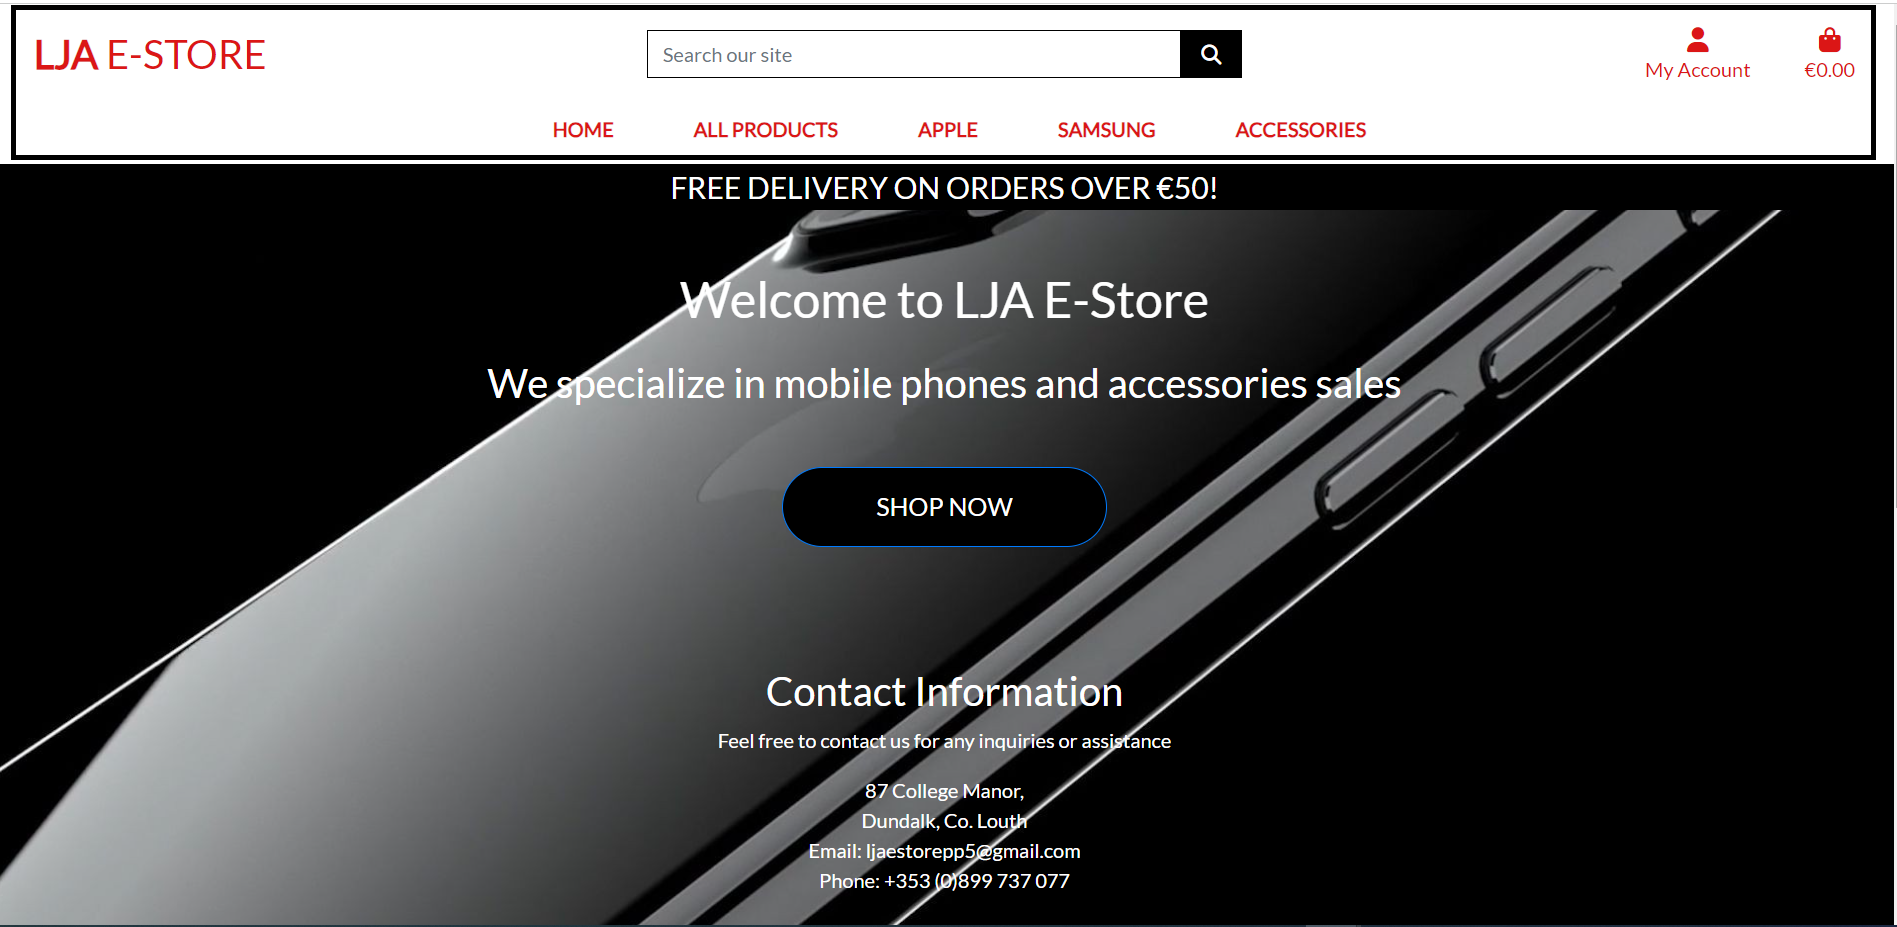 LJA E-STORE
Search our site
My Account
€0.00
HOME
ALL PRODUCTS
APPLE
SAMSUNG
ACCESSORIES
FREE DELIVERY ON ORDERS OVER €50!
Welcome to LJA E-Store
We specialize in mobile phones and accessories sales
SHOP NOW
Contact Information
Feel free to contact us for any inquiries or assistance
87 College Manor,
Dundalk, Co. Louth
Email: ljaestorepp5@gmail.com
Phone: +353 (0)899 737 077